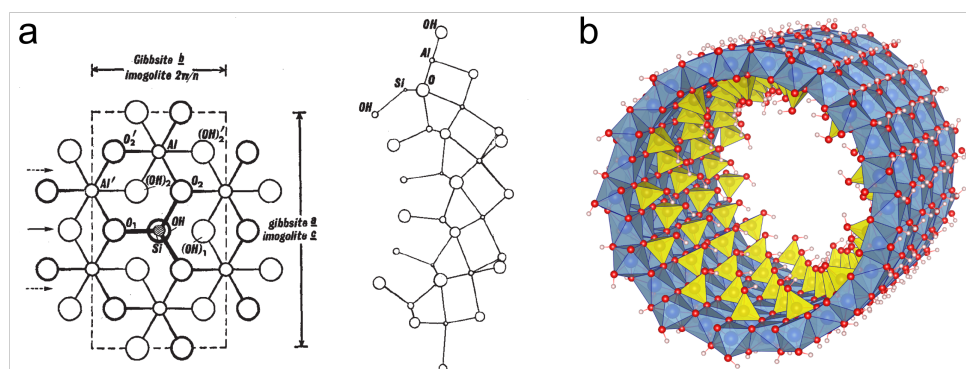 a
b
Gibbsite b
imogolite 2π/n
O₂'
(OH)₂'
Al
Al'
(OH)₂
O₂
O₁
OH
Si
(OH)₁
gibbsite a
imogolite c
OH
Al
Si
O
OH